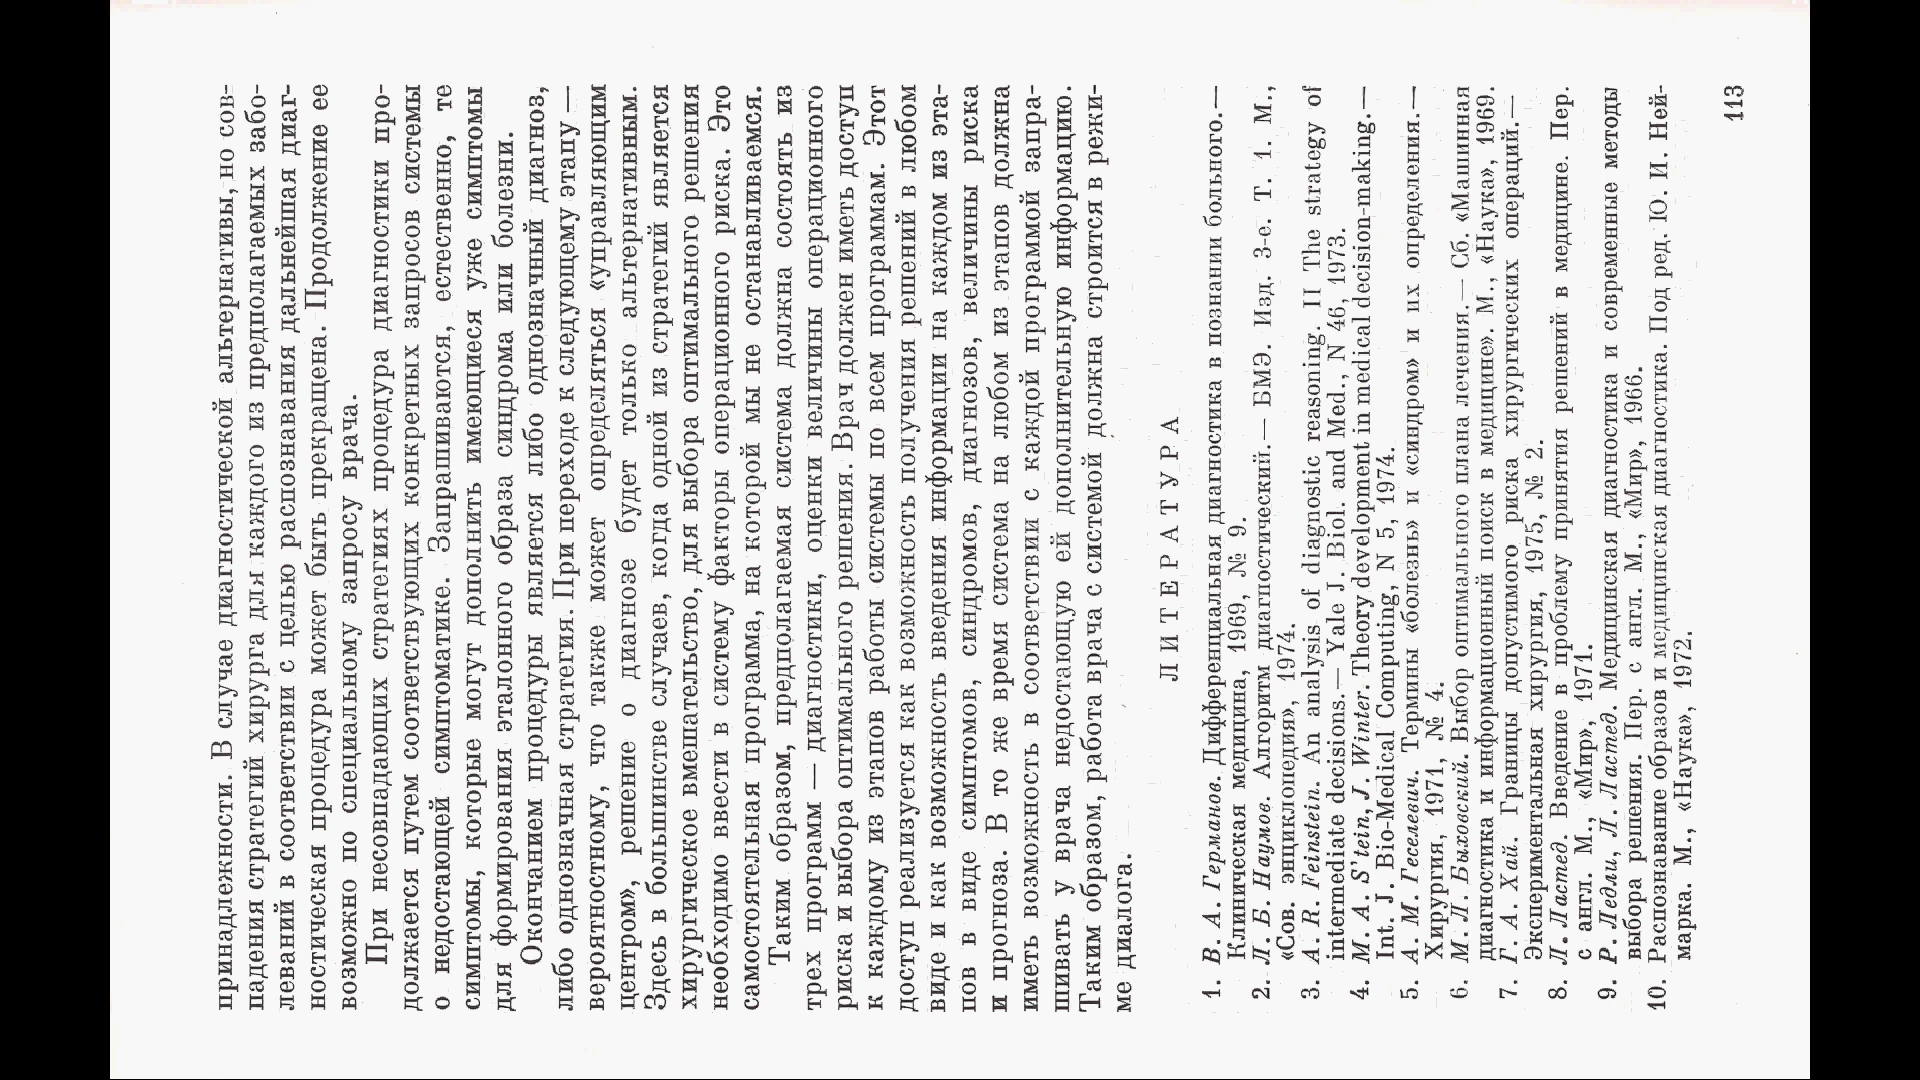 принадлежности. В случае диагностической альтернативы, но сов-
падения стратегий хирурга для каждого из предполагаемых забо-
леваний в соответствии с целью распознавания дальнейшая диаг-
ностическая процедура может быть прекращена. Продолжение ее
возможно по специальному запросу врача.
При несовпадающих стратегиях процедура диагностики про-
должается путем соответствующих конкретных запросов системы
о недостающей симптоматике. Запрашиваются, естественно, те
симптомы, которые могут дополнить имеющиеся уже симптомы
для формирования эталонного образа синдрома или болезни.
Окончанием процедуры является либо однозначный диагноз,
либо однозначная стратегия. При переходе к следующему этапу —
вероятностному, что также может определяться «управляющим
центром», решение о диагнозе будет только альтернативным.
Здесь в большинстве случаев, когда одной из стратегий является
хирургическое вмешательство, для выбора оптимального решения
необходимо ввести в систему факторы операционного риска. Это
самостоятельная программа, на которой мы не останавливаемся.
Таким образом, предполагаемая система должна состоять из
трех программ — диагностики, оценки величины операционного
риска и выбора оптимального решения. Врач должен иметь доступ
к каждому из этапов работы системы по всем программам. Этот
доступ реализуется как возможность получения решений в любом
виде и как возможность введения информации на каждом из эта-
пов в виде симптомов, синдромов, диагнозов, величины риска
и прогноза. В то же время система на любом из этапов должна
иметь возможность в соответствии с каждой программой запра-
шивать у врача недостающую ей дополнительную информацию.
Таким образом, работа врача с системой должна строится в режи-
ме диалога.
ЛИТЕРАТУРА
1. В. А. Германов. Дифференциальная диагностика в познании больного.—
Клиническая медицина, 1969, № 9.
2. Л. Б. Наумов. Алгоритм диагностический.— БМЭ. Изд. 3-е. Т. 1. М.,
«Сов. энциклопедия», 1974.
3. A. R. Feinstein. An analysis of diagnostic reasoning. II The strategy of
intermediate decisions.— Yale J. Biol. and Med., N 46, 1973.
4. M. A. S'tein, J. Winter. Theory development in medical decision-making.—
Int. J. Bio-Medical Computing, N 5, 1974.
5. А. М. Геселевич. Термины «болезнь» и «синдром» и их определения.—
Хирургия, 1971, № 4.
6. М. Л. Быховский. Выбор оптимального плана лечения.— Сб. «Машинная
диагностика и информационный поиск в медицине». М., «Наука», 1969.
7. Г. А. Хай. Границы допустимого риска хирургических операций.—
Экспериментальная хирургия, 1975, № 2.
8. Л. Ластед. Введение в проблему принятия решений в медицине. Пер.
с англ. М., «Мир», 1971.
9. Р. Ледли, Л. Ластед. Медицинская диагностика и современные методы
выбора решения. Пер. с англ. М., «Мир», 1966.
10. Распознавание образов и медицинская диагностика. Под ред. Ю. И. Ней-
марка. М., «Наука», 1972.
113